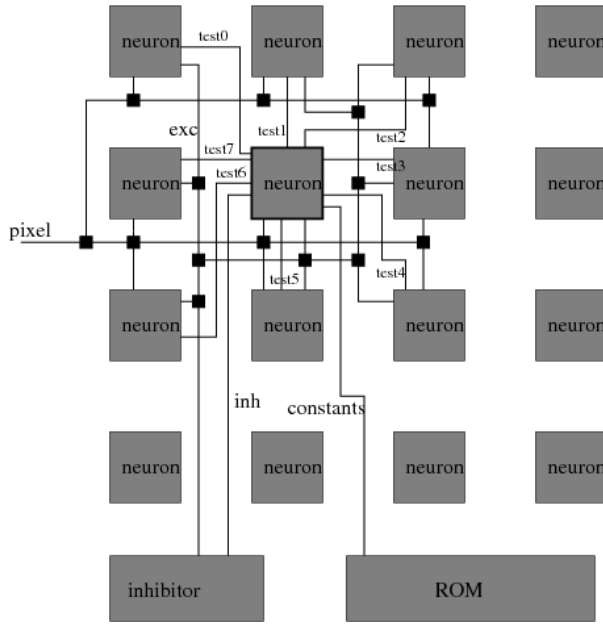 neuron
test0
neuron
neuron
neuron
exc
test1
test2
test7
test3
test6
neuron
neuron
neuron
neuron
pixel
test5
test4
neuron
neuron
neuron
neuron
inh
constants
neuron
neuron
neuron
neuron
inhibitor
ROM